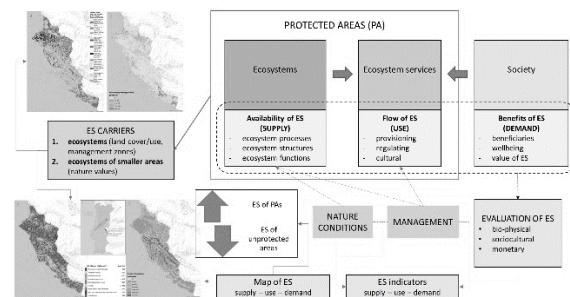 PROTECTED AREAS (PA)
Ecosystems
Ecosystem services
Society
Availability of ES
(SUPPLY)
- ecosystem processes
- ecosystem structures
- ecosystem functions
Flow of ES
(USE)
- provisioning
- regulating
- cultural
Benefits of ES
(DEMAND)
- beneficiaries
- wellbeing
- value of ES
ES CARRIERS
1. ecosystems (land cover/use,
management zones)
2. ecosystems of smaller areas
(nature values)
ES of PAs
ES of
unprotected
areas
NATURE
CONDITIONS
MANAGEMENT
EVALUATION OF ES
• bio-physical
• sociocultural
• monetary
Map of ES
supply – use – demand
ES indicators
supply – use – demand